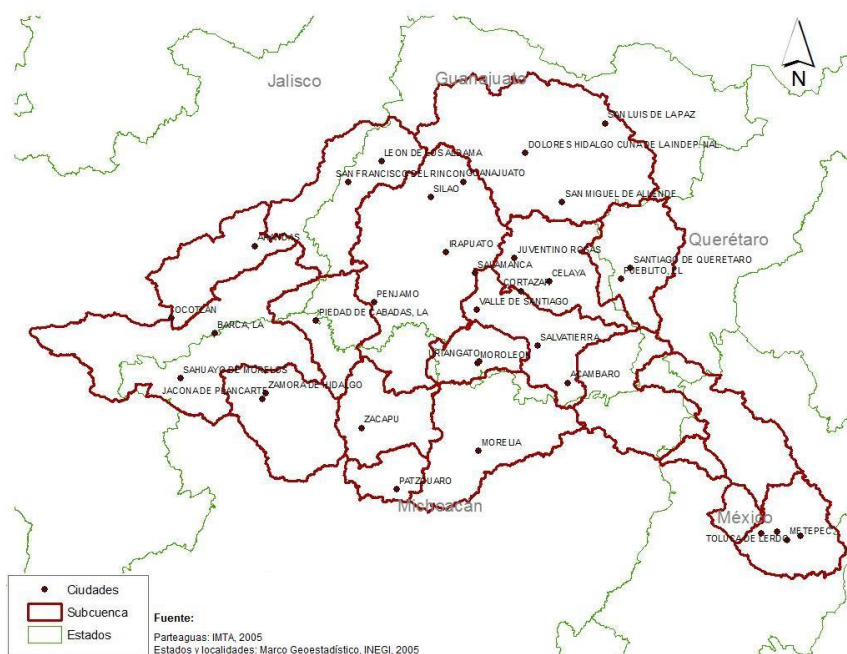 Jalisco
Guanajuato
N
SAN LUIS DE LA PAZ
DOLORES HIDALGO CUNA DE LA INDEP. NAL.
LEON DE LOS ALDAMA
SAN FRANCISCO DEL RINCON
GUANAJUATO
SILAO
SAN MIGUEL DE ALLENDE
Querétaro
ARANDAS
IRAPUATO
JUVENTINO ROSAS
SANTIAGO DE QUERETARO
SALAMANCA
PUEBLITO, EL
CELAYA
CORTAZAR
PENJAMO
VALLE DE SANTIAGO
OCOTLAN
PIEDAD DE CABADAS, LA
BARCA, LA
SALVATIERRA
URIANGATO
MOROLEON
SAHUAYO DE MORELOS
ACAMBARO
JACONA DE PLANCARTE
ZAMORA DE HIDALGO
ZACAPU
MORELIA
PATZCUARO
Michoacán
México
TOLUCA DE LERDO
METEPEC
Ciudades
Subcuenca
Estados
Fuente:
Parteaguas: IMTA, 2005
Estados y localidades: Marco Geoestadístico, INEGI, 2005